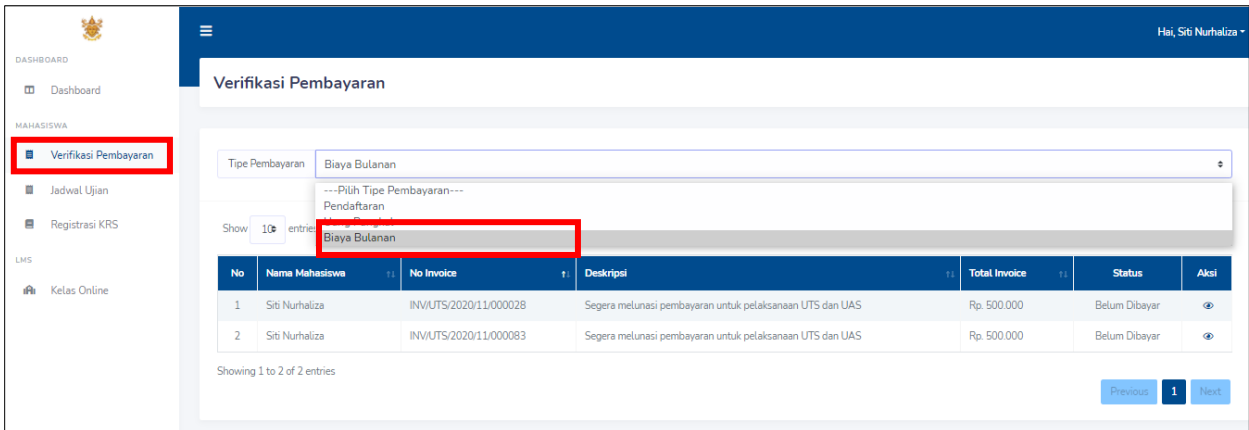 Hai, Siti Nurhaliza
DASHBOARD
Dashboard
MAHASISWA
Verifikasi Pembayaran
Jadwal Ujian
Registrasi KRS
LMS
Kelas Online
Verifikasi Pembayaran
Tipe Pembayaran Biaya Bulanan
---Pilih Tipe Pembayaran---
Pendaftaran
Biaya Bulanan
Show 10 entries
No Nama Mahasiswa No Invoice Deskripsi Total Invoice Status Aksi
1 Siti Nurhaliza INV/UTS/2020/11/000028 Segera melunasi pembayaran untuk pelaksanaan UTS dan UAS Rp. 500.000 Belum Dibayar
2 Siti Nurhaliza INV/UTS/2020/11/000083 Segera melunasi pembayaran untuk pelaksanaan UTS dan UAS Rp. 500.000 Belum Dibayar
Showing 1 to 2 of 2 entries
Previous 1 Next